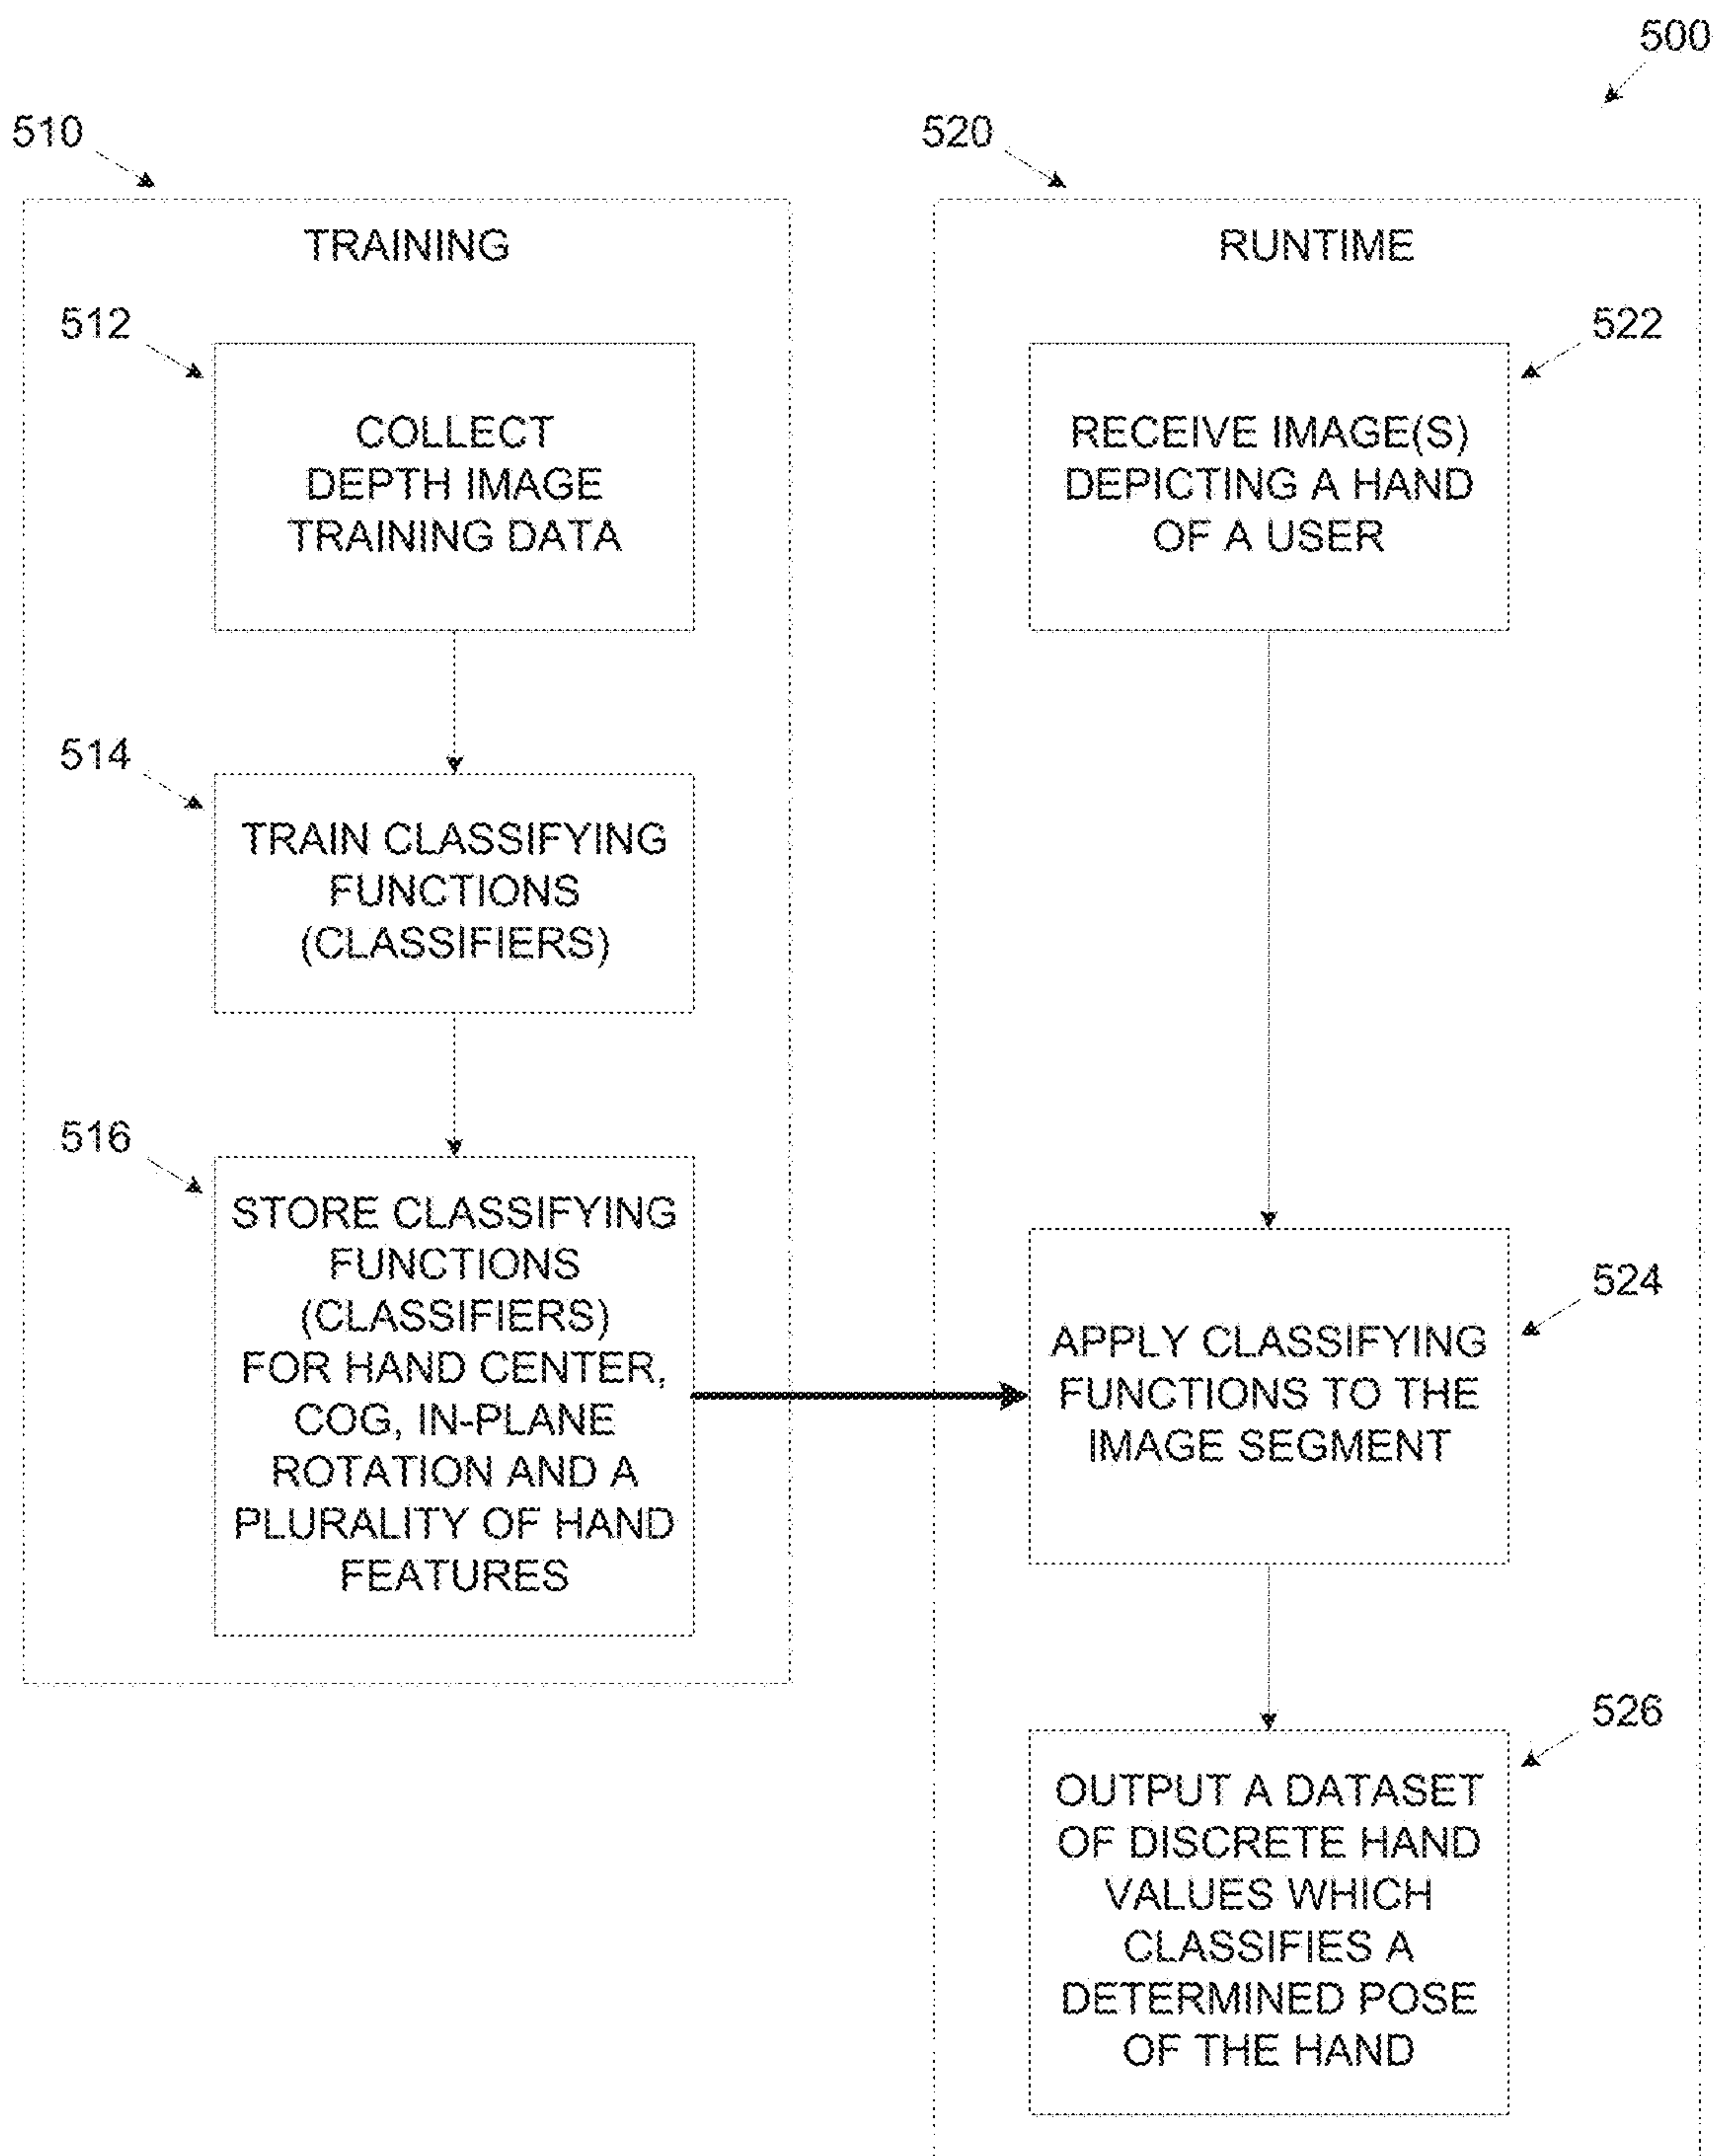 500
510
TRAINING
512
COLLECT
DEPTH IMAGE
TRAINING DATA
514
TRAIN CLASSIFYING
FUNCTIONS
(CLASSIFIERS)
516
STORE CLASSIFYING
FUNCTIONS
(CLASSIFIERS)
FOR HAND CENTER,
COG, IN-PLANE
ROTATION AND A
PLURALITY OF HAND
FEATURES
520
RUNTIME
522
RECEIVE IMAGE(S)
DEPICTING A HAND
OF A USER
524
APPLY CLASSIFYING
FUNCTIONS TO THE
IMAGE SEGMENT
526
OUTPUT A DATASET
OF DISCRETE HAND
VALUES WHICH
CLASSIFIES A
DETERMINED POSE
OF THE HAND